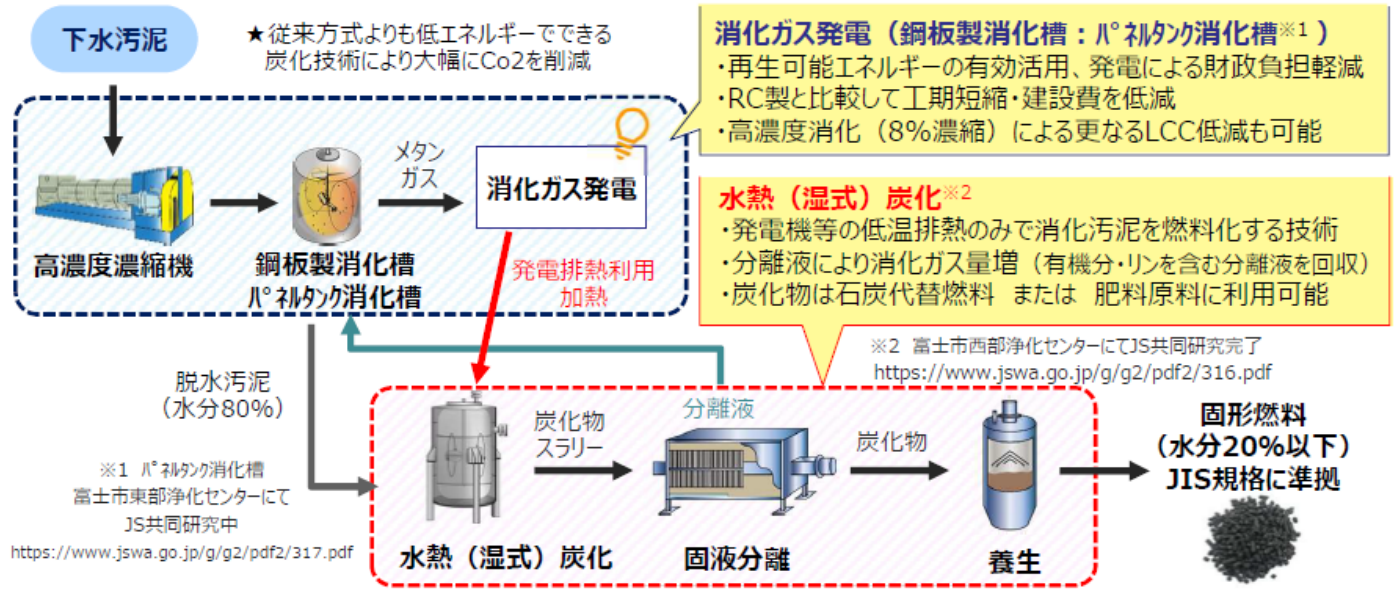 下水汚泥
★従来方式よりも低エネルギーでできる
炭化技術により大幅にCo2を削減
消化ガス発電（鋼板製消化槽：ﾊﾟﾈﾙﾀﾝｸ消化槽※1）
・再生可能エネルギーの有効活用、発電による財政負担軽減
・RC製と比較して工期短縮・建設費を低減
・高濃度消化（8%濃縮）による更なるLCC低減も可能
高濃度濃縮機
鋼板製消化槽
ﾊﾟﾈﾙﾀﾝｸ消化槽
メタン
ガス
消化ガス発電
発電排熱利用
加熱
水熱（湿式）炭化※2
・発電機等の低温排熱のみで消化汚泥を燃料化する技術
・分離液により消化ガス量増（有機分・リンを含む分離液を回収）
・炭化物は石炭代替燃料 または 肥料原料に利用可能
※2 富士市西部浄化センターにてJS共同研究完了
https://www.jswa.go.jp/g/g2/pdf2/316.pdf
脱水汚泥
（水分80%）
※1 ﾊﾟﾈﾙﾀﾝｸ消化槽
富士市東部浄化センターにて
JS共同研究中
https://www.jswa.go.jp/g/g2/pdf2/317.pdf
水熱（湿式）炭化
炭化物
スラリー
分離液
固液分離
炭化物
養生
固形燃料
（水分20%以下）
JIS規格に準拠